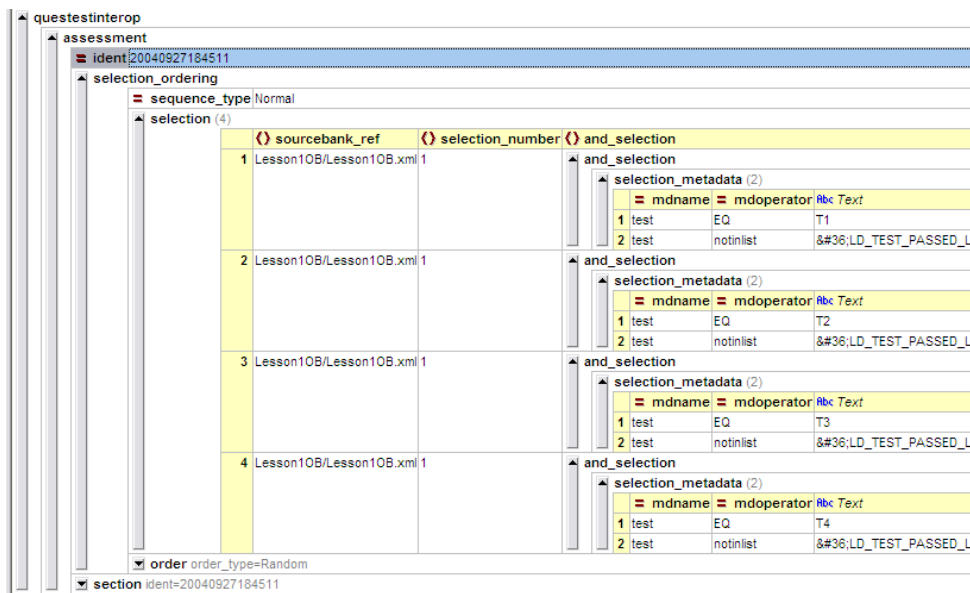 questestinterop
assessment
ident 20040927184511
selection_ordering
sequence_type Normal
selection (4)
sourcebank_ref selection_number and_selection
1 Lesson1OB/Lesson1OB.xml 1 and_selection
selection_metadata (2)
mdname mdoperator Abc Text
1 test EQ T1
2 test notinlist &#36;LD_TEST_PASSED_L
2 Lesson1OB/Lesson1OB.xml 1 and_selection
selection_metadata (2)
mdname mdoperator Abc Text
1 test EQ T2
2 test notinlist &#36;LD_TEST_PASSED_L
3 Lesson1OB/Lesson1OB.xml 1 and_selection
selection_metadata (2)
mdname mdoperator Abc Text
1 test EQ T3
2 test notinlist &#36;LD_TEST_PASSED_L
4 Lesson1OB/Lesson1OB.xml 1 and_selection
selection_metadata (2)
mdname mdoperator Abc Text
1 test EQ T4
2 test notinlist &#36;LD_TEST_PASSED_L
order order_type=Random
section ident=20040927184511